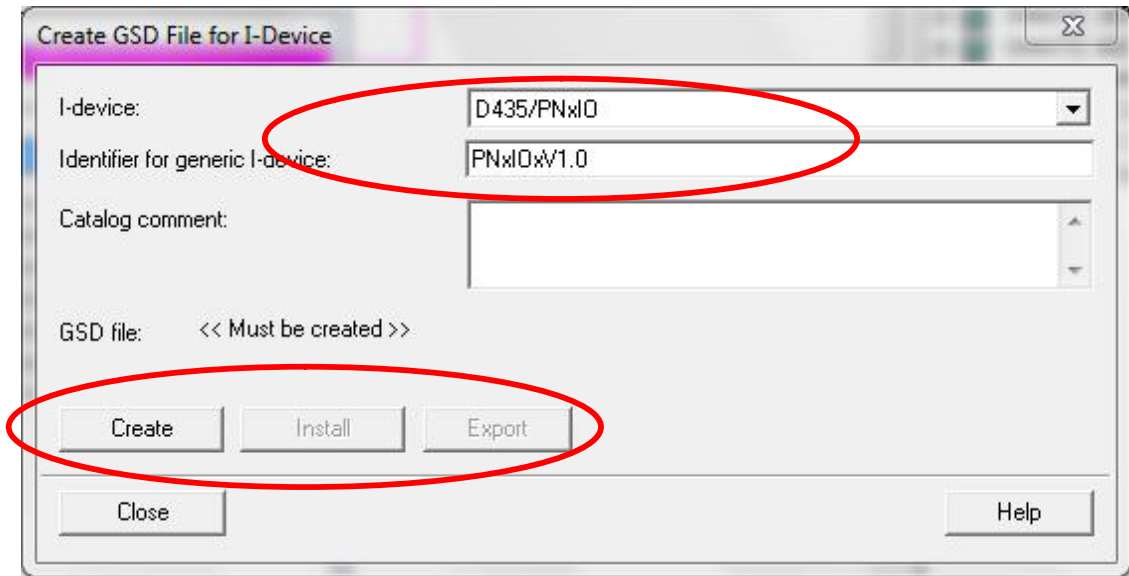 Create GSD File for I-Device
I-device: D435/PNxIO
Identifier for generic I-device: PNxIOxV1.0
Catalog comment:
GSD file: << Must be created >>
Create Install Export
Close Help